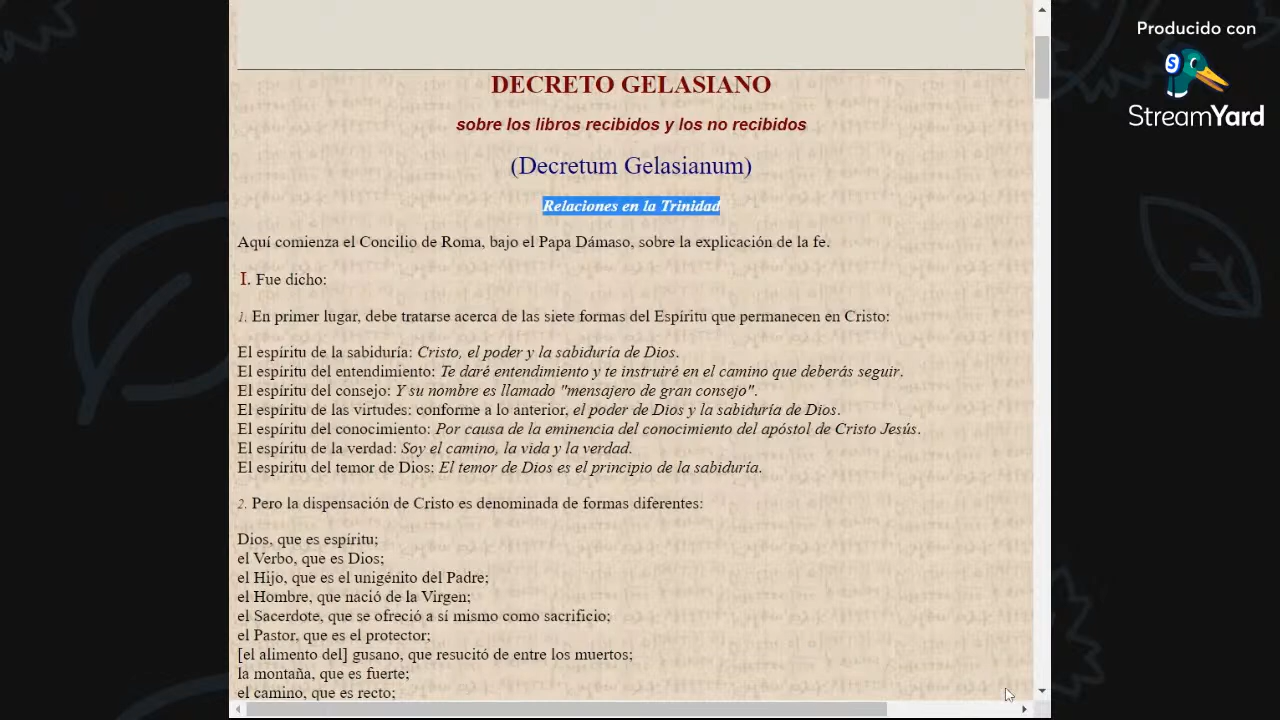 Producido con
StreamYard
DECRETO GELASIANO
sobre los libros recibidos y los no recibidos
(Decretum Gelasianum)
Relaciones en la Trinidad
Aquí comienza el Concilio de Roma, bajo el Papa Dámaso, sobre la explicación de la fe.
I. Fue dicho:
1. En primer lugar, debe tratarse acerca de las siete formas del Espíritu que permanecen en Cristo:
El espíritu de la sabiduría: Cristo, el poder y la sabiduría de Dios.
El espíritu del entendimiento: Te daré entendimiento y te instruiré en el camino que deberás seguir.
El espíritu del consejo: Y su nombre es llamado "mensajero de gran consejo".
El espíritu de las virtudes: conforme a lo anterior, el poder de Dios y la sabiduría de Dios.
El espíritu del conocimiento: Por causa de la eminencia del conocimiento del apóstol de Cristo Jesús.
El espíritu de la verdad: Soy el camino, la vida y la verdad.
El espíritu del temor de Dios: El temor de Dios es el principio de la sabiduría.
2. Pero la dispensación de Cristo es denominada de formas diferentes:
Dios, que es espíritu;
el Verbo, que es Dios;
el Hijo, que es el unigénito del Padre;
el Hombre, que nació de la Virgen;
el Sacerdote, que se ofreció a sí mismo como sacrificio;
el Pastor, que es el protector;
[el alimento del] gusano, que resucitó de entre los muertos;
la montaña, que es fuerte;
el camino, que es recto;